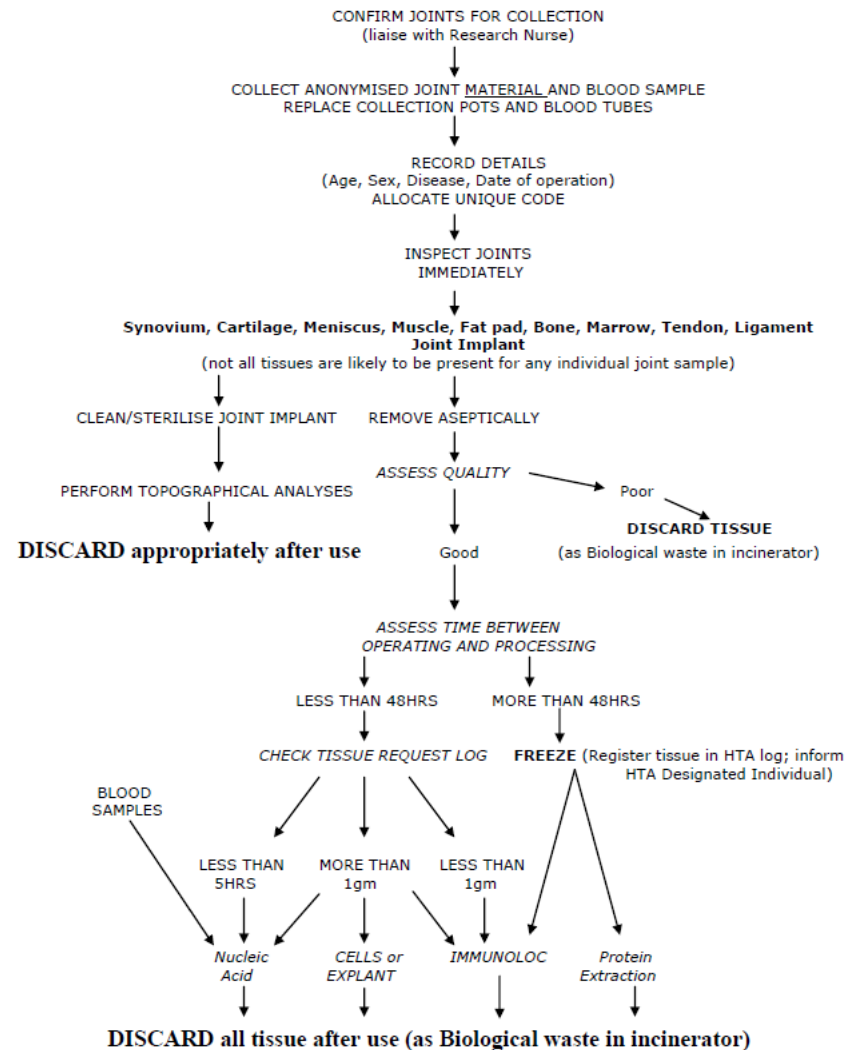 CONFIRM JOINTS FOR COLLECTION
(liaise with Research Nurse)
COLLECT ANONYMISED JOINT MATERIAL AND BLOOD SAMPLE
REPLACE COLLECTION POTS AND BLOOD TUBES
RECORD DETAILS
(Age, Sex, Disease, Date of operation)
ALLOCATE UNIQUE CODE
INSPECT JOINTS
IMMEDIATELY
Synovium, Cartilage, Meniscus, Muscle, Fat pad, Bone, Marrow, Tendon, Ligament
Joint Implant
(not all tissues are likely to be present for any individual joint sample)
CLEAN/STERILISE JOINT IMPLANT
REMOVE ASEPTICALLY
ASSESS QUALITY
PERFORM TOPOGRAPHICAL ANALYSES
Poor
DISCARD TISSUE
(as Biological waste in incinerator)
DISCARD appropriately after use
Good
ASSESS TIME BETWEEN
OPERATING AND PROCESSING
LESS THAN 48HRS
MORE THAN 48HRS
CHECK TISSUE REQUEST LOG
FREEZE (Register tissue in HTA log; inform
HTA Designated Individual)
BLOOD
SAMPLES
LESS THAN
5HRS
MORE THAN
1gm
LESS THAN
1gm
Nucleic
Acid
CELLS or
EXPLANT
IMMUNOLOC
Protein
Extraction
DISCARD all tissue after use (as Biological waste in incinerator)